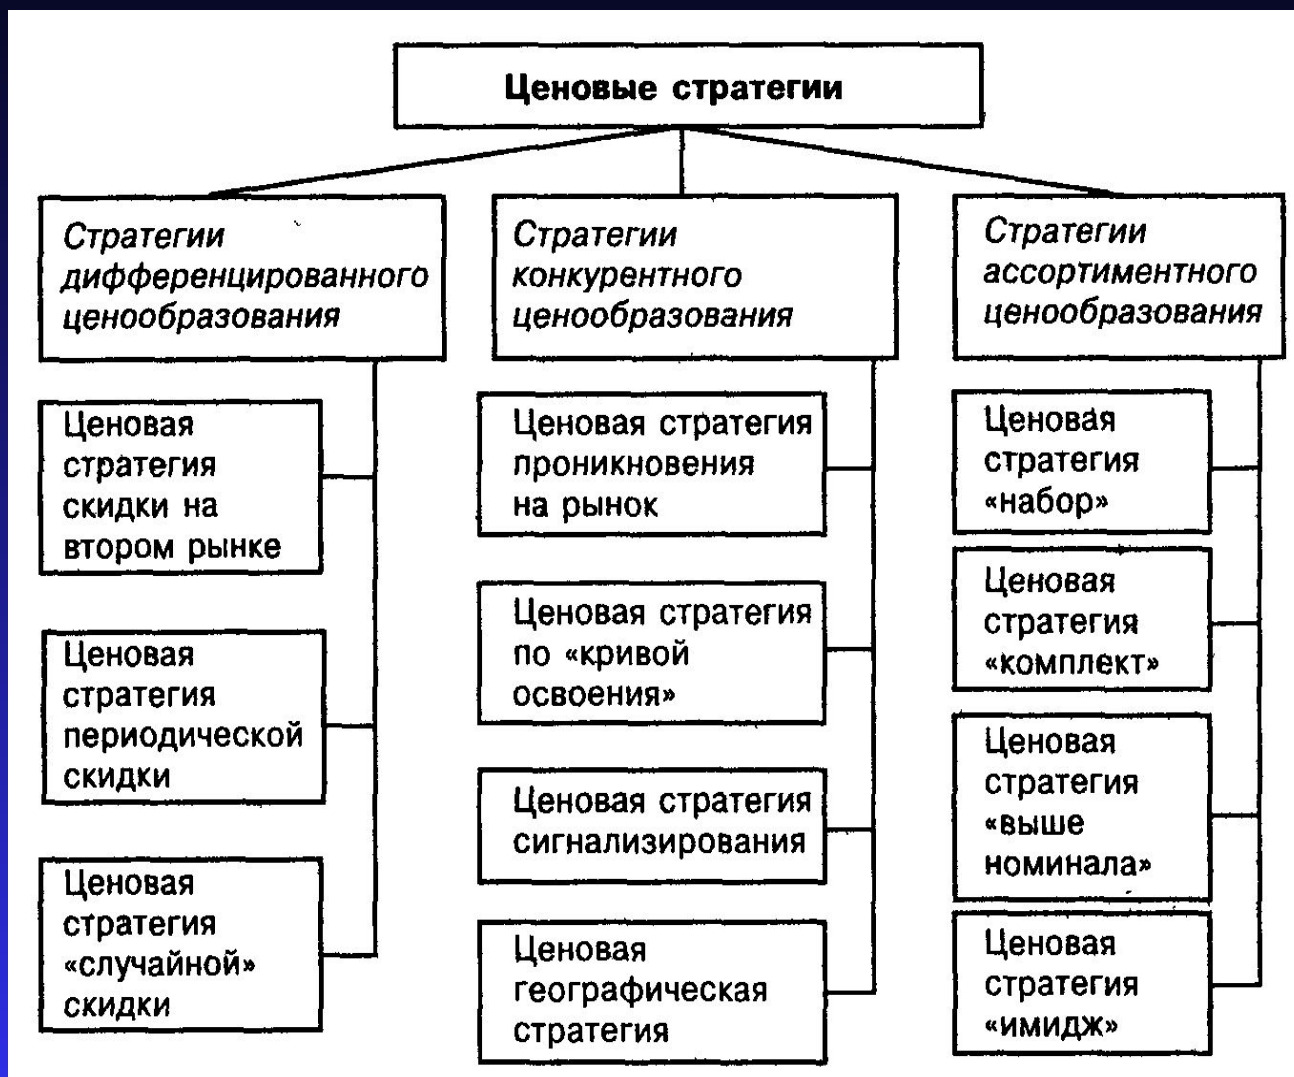 Ценовые стратегии
Стратегии
дифференцированного
ценообразования
Ценовая
стратегия
скидки на
втором рынке
Ценовая
стратегия
периодической
скидки
Ценовая
стратегия
«случайной»
скидки
Стратегии
конкурентного
ценообразования
Ценовая стратегия
проникновения
на рынок
Ценовая стратегия
по «кривой
освоения»
Ценовая стратегия
сигнализирования
Ценовая
географическая
стратегия
Стратегии
ассортиментного
ценообразования
Ценовая
стратегия
«набор»
Ценовая
стратегия
«комплект»
Ценовая
стратегия
«выше
номинала»
Ценовая
стратегия
«имидж»